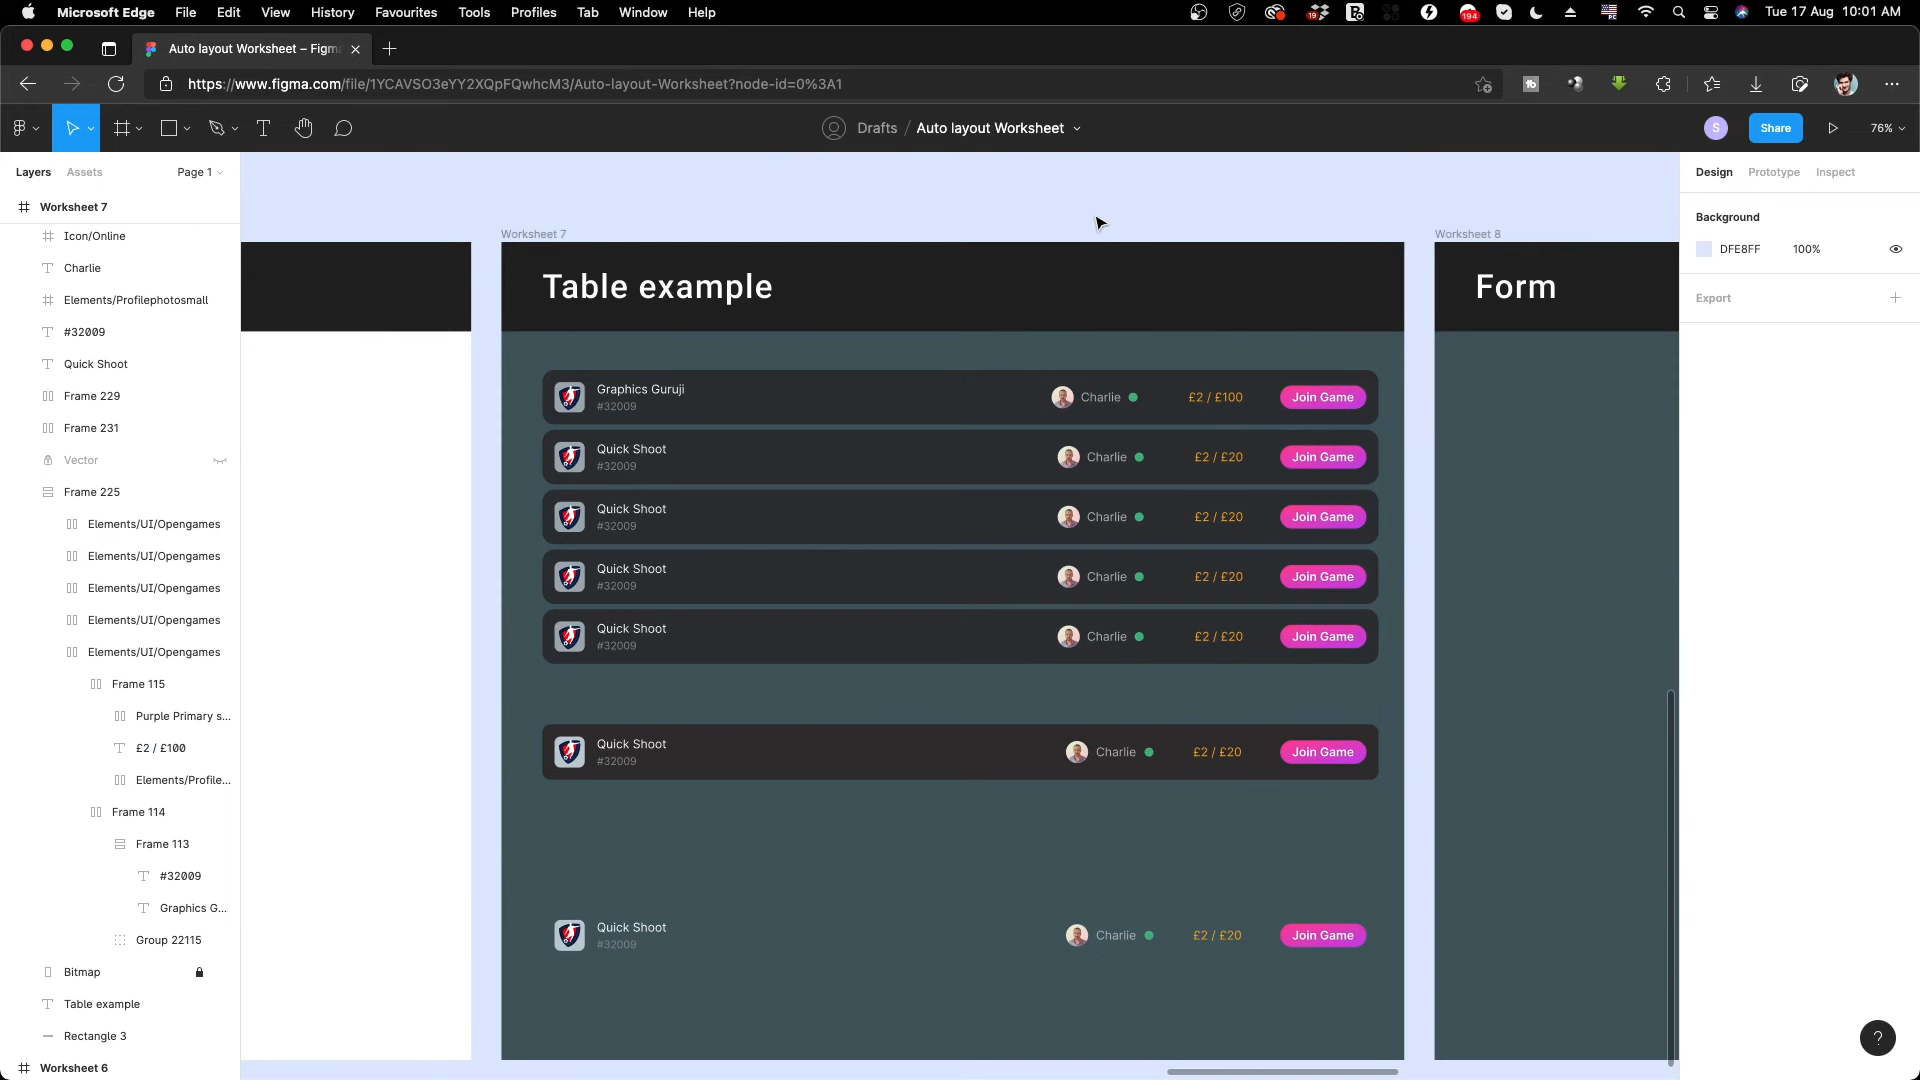 Microsoft Edge File Edit View History Favourites Tools Profiles Tab Window Help 19 194 Tue 17 Aug 10:01 AM
Auto layout Worksheet – Figm
https://www.figma.com/file/1YCAVSO3eYY2XQpFQwhcM3/Auto-layout-Worksheet?node-id=0%3A1
Drafts / Auto layout Worksheet S Share 76%
Layers Assets Page 1
Worksheet 7
Icon/Online
Charlie
Elements/Profilephotosmall
#32009
Quick Shoot
Frame 229
Frame 231
Vector
Frame 225
Elements/UI/Opengames
Elements/UI/Opengames
Elements/UI/Opengames
Elements/UI/Opengames
Elements/UI/Opengames
Frame 115
Purple Primary s...
£2 / £100
Elements/Profile...
Frame 114
Frame 113
#32009
Graphics G...
Group 22115
Bitmap
Table example
Rectangle 3
Worksheet 6
Worksheet 7
Table example
Graphics Guruji
#32009
Charlie £2 / £100 Join Game
Quick Shoot
#32009
Charlie £2 / £20 Join Game
Quick Shoot
#32009
Charlie £2 / £20 Join Game
Quick Shoot
#32009
Charlie £2 / £20 Join Game
Quick Shoot
#32009
Charlie £2 / £20 Join Game
Quick Shoot
#32009
Charlie £2 / £20 Join Game
Quick Shoot
#32009
Charlie £2 / £20 Join Game
Worksheet 8
Form
Design Prototype Inspect
Background
DFE8FF 100%
Export
?